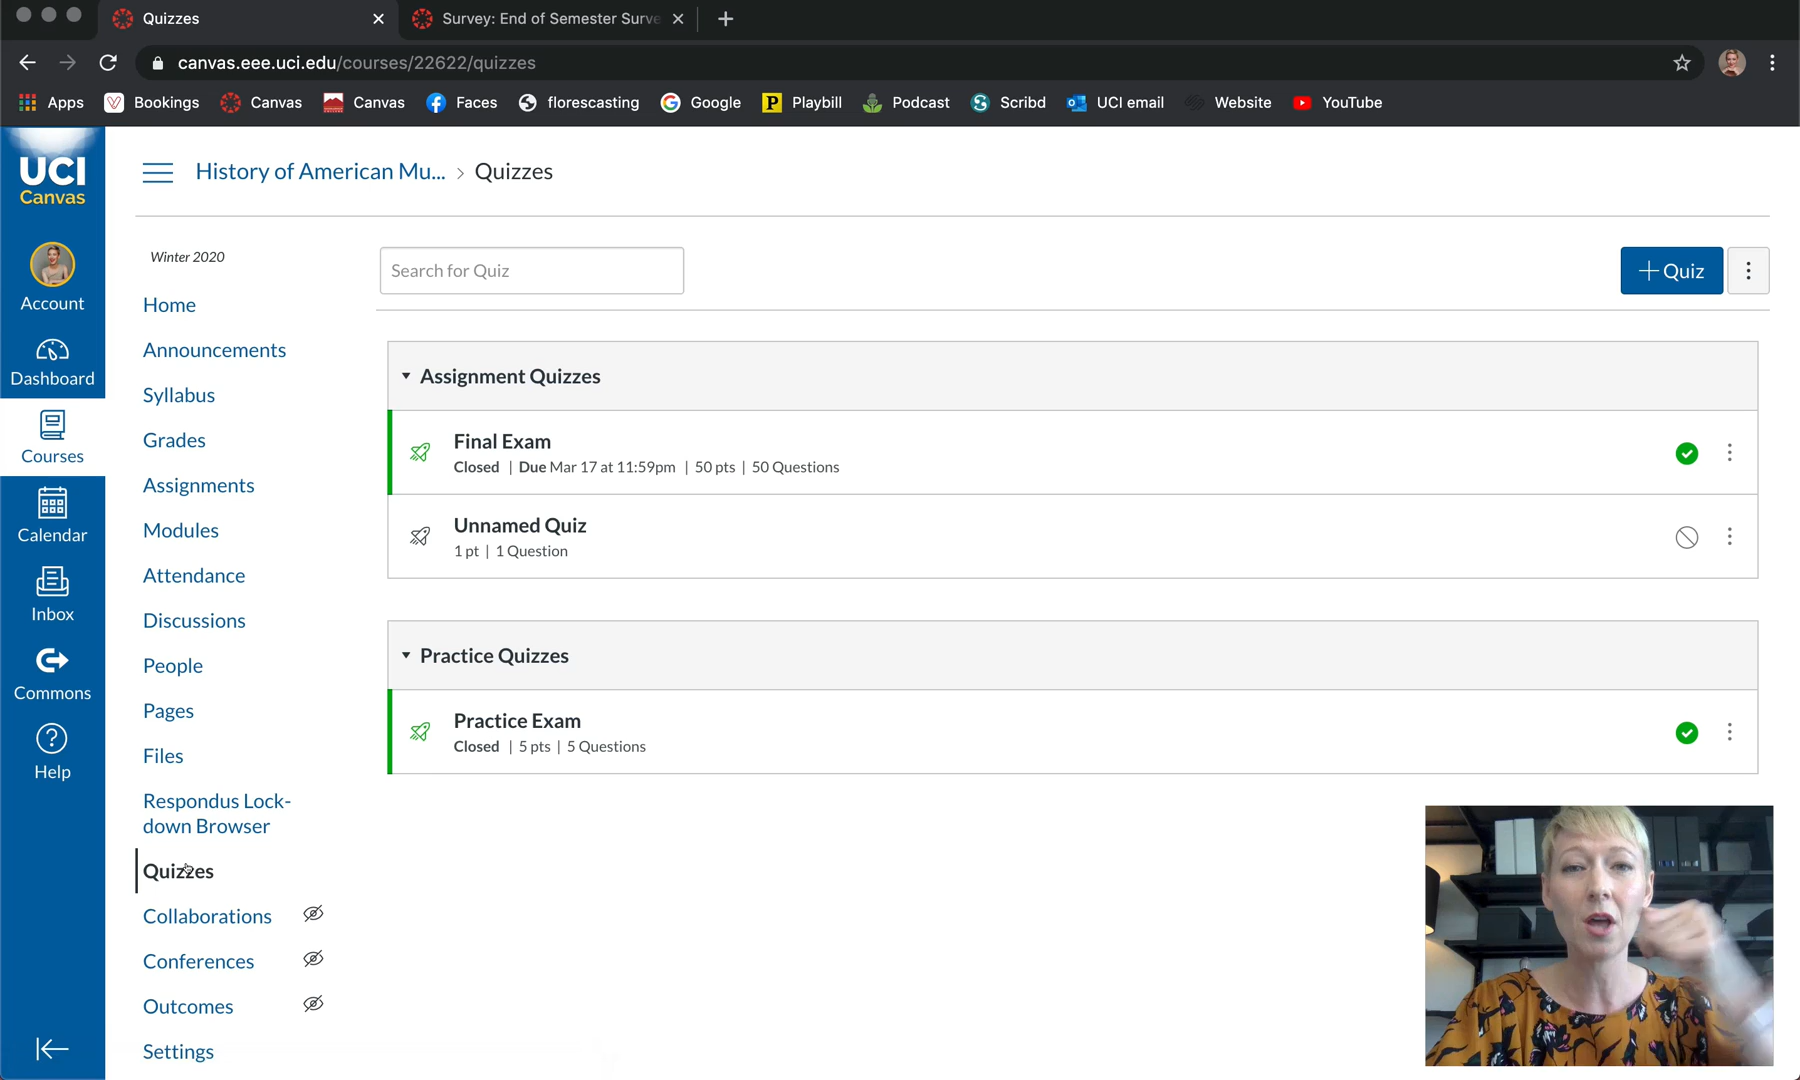 Quizzes
Survey: End of Semester Surve
canvas.eee.uci.edu/courses/22622/quizzes
Apps
Bookings
Canvas
Canvas
Faces
florescasting
Google
Playbill
Podcast
Scribd
UCI email
Website
YouTube
UCI
Canvas
Account
Dashboard
Courses
Calendar
Inbox
Commons
Help
History of American Mu... > Quizzes
Winter 2020
Home
Announcements
Syllabus
Grades
Assignments
Modules
Attendance
Discussions
People
Pages
Files
Respondus Lock-
down Browser
Quizzes
Collaborations
Conferences
Outcomes
Settings
Search for Quiz
+ Quiz
Assignment Quizzes
Final Exam
Closed | Due Mar 17 at 11:59pm | 50 pts | 50 Questions
Unnamed Quiz
1 pt | 1 Question
Practice Quizzes
Practice Exam
Closed | 5 pts | 5 Questions